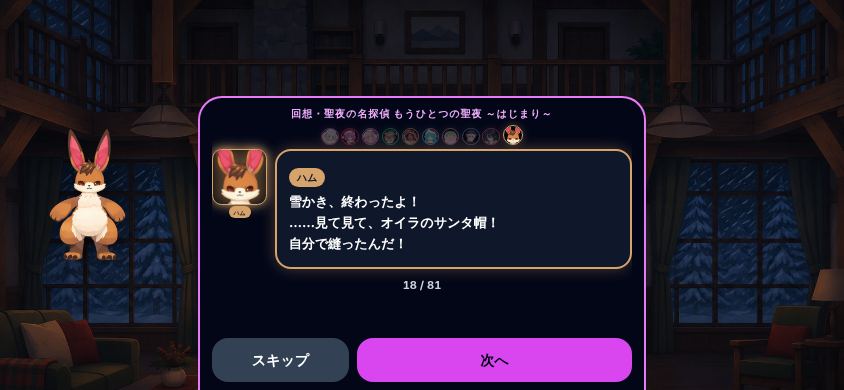 回想・聖夜の名探偵 もうひとつの聖夜 ～はじまり～
ハム
ハム
雪かき、終わったよ！
……見て見て、オイラのサンタ帽！
自分で縫ったんだ！
18 / 81
スキップ
次へ